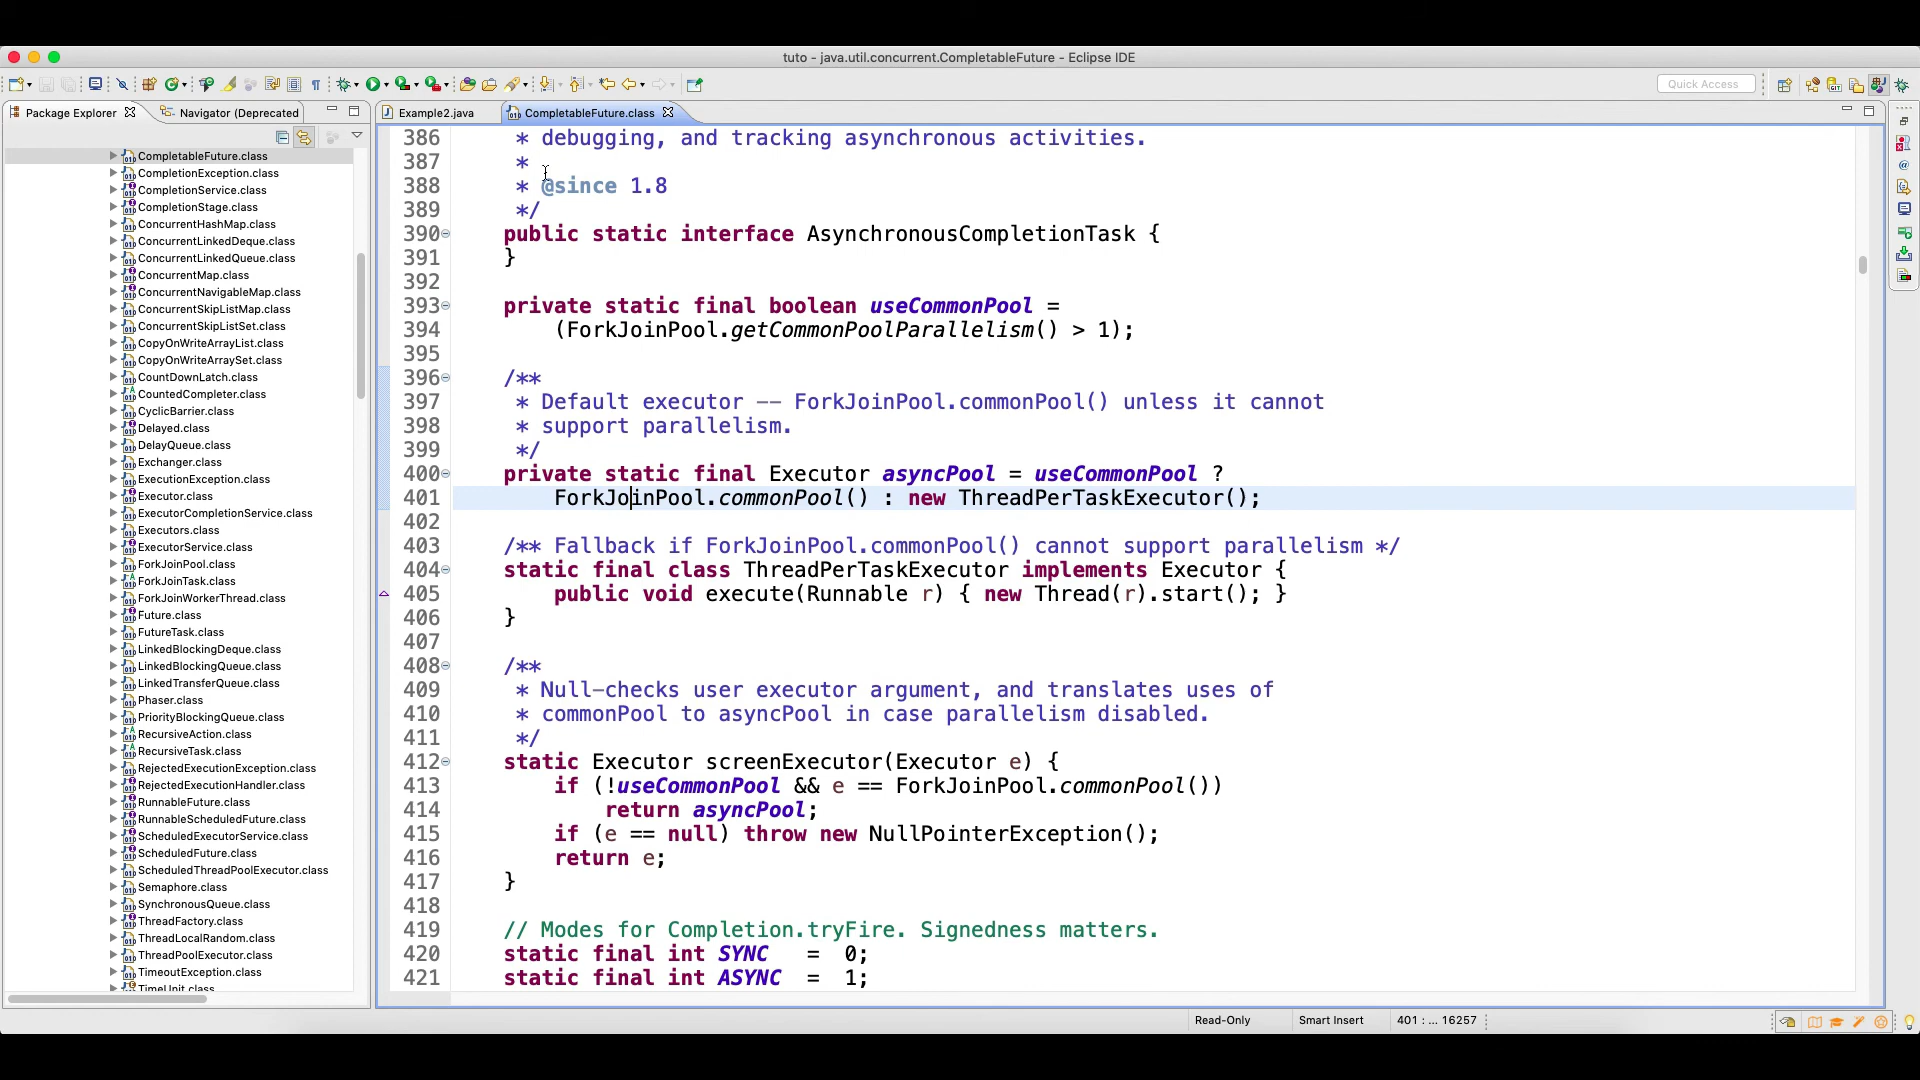 tuto - java.util.concurrent.CompletableFuture - Eclipse IDE
Quick Access
Package Explorer
Navigator (Deprecated
Example2.java
CompletableFuture.class
CompletableFuture.class
CompletionException.class
CompletionService.class
CompletionStage.class
ConcurrentHashMap.class
ConcurrentLinkedDeque.class
ConcurrentLinkedQueue.class
ConcurrentMap.class
ConcurrentNavigableMap.class
ConcurrentSkipListMap.class
ConcurrentSkipListSet.class
CopyOnWriteArrayList.class
CopyOnWriteArraySet.class
CountDownLatch.class
CountedCompleter.class
CyclicBarrier.class
Delayed.class
DelayQueue.class
Exchanger.class
ExecutionException.class
Executor.class
ExecutorCompletionService.class
Executors.class
ExecutorService.class
ForkJoinPool.class
ForkJoinTask.class
ForkJoinWorkerThread.class
Future.class
FutureTask.class
LinkedBlockingDeque.class
LinkedBlockingQueue.class
LinkedTransferQueue.class
Phaser.class
PriorityBlockingQueue.class
RecursiveAction.class
RecursiveTask.class
RejectedExecutionException.class
RejectedExecutionHandler.class
RunnableFuture.class
RunnableScheduledFuture.class
ScheduledExecutorService.class
ScheduledFuture.class
ScheduledThreadPoolExecutor.class
Semaphore.class
SynchronousQueue.class
ThreadFactory.class
ThreadLocalRandom.class
ThreadPoolExecutor.class
TimeoutException.class
TimeUnit.class
386 * debugging, and tracking asynchronous activities.
387 *
388 * @since 1.8
389 */
390 public static interface AsynchronousCompletionTask {
391 }
392
393 private static final boolean useCommonPool =
394 (ForkJoinPool.getCommonPoolParallelism() > 1);
395
396 /**
397 * Default executor -- ForkJoinPool.commonPool() unless it cannot
398 * support parallelism.
399 */
400 private static final Executor asyncPool = useCommonPool ?
401 ForkJoinPool.commonPool() : new ThreadPerTaskExecutor();
402
403 /** Fallback if ForkJoinPool.commonPool() cannot support parallelism */
404 static final class ThreadPerTaskExecutor implements Executor {
405 public void execute(Runnable r) { new Thread(r).start(); }
406 }
407
408 /**
409 * Null-checks user executor argument, and translates uses of
410 * commonPool to asyncPool in case parallelism disabled.
411 */
412 static Executor screenExecutor(Executor e) {
413 if (!useCommonPool && e == ForkJoinPool.commonPool())
414 return asyncPool;
415 if (e == null) throw new NullPointerException();
416 return e;
417 }
418
419 // Modes for Completion.tryFire. Signedness matters.
420 static final int SYNC = 0;
421 static final int ASYNC = 1;
Read-Only
Smart Insert
401 : ... 16257